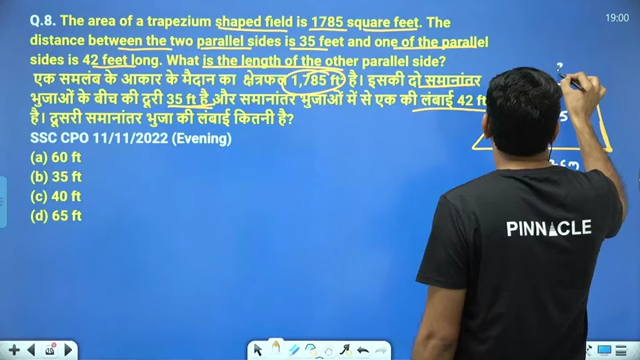 19:00
Q.8. The area of a trapezium shaped field is 1785 square feet. The
distance between the two parallel sides is 35 feet and one of the parallel
sides is 42 feet long. What is the length of the other parallel side?
एक समलंब के आकार के मैदान का क्षेत्रफल 1,785 ft² है। इसकी दो समानांतर
भुजाओं के बीच की दूरी 35 ft है और समानांतर भुजाओं में से एक की लंबाई 42 ft
है। दूसरी समानांतर भुजा की लंबाई कितनी है?
SSC CPO 11/11/2022 (Evening)
(a) 60 ft
(b) 35 ft
(c) 40 ft
(d) 65 ft
?
5
PINNACLE